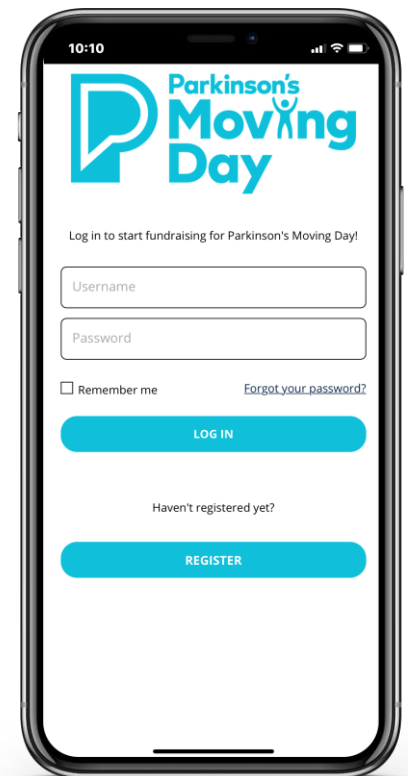 10:10
Parkinson's
Moving
Day
Log in to start fundraising for Parkinson's Moving Day!
Username
Password
Remember me
Forgot your password?
LOG IN
Haven't registered yet?
REGISTER